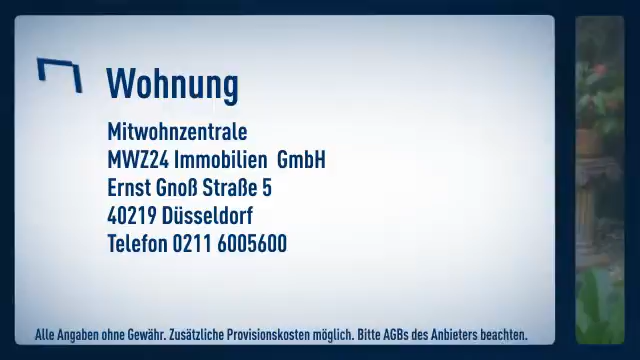 Wohnung
Mitwohnzentrale
MWZ24 Immobilien GmbH
Ernst Gnoß Straße 5
40219 Düsseldorf
Telefon 0211 6005600
Alle Angaben ohne Gewähr. Zusätzliche Provisionskosten möglich. Bitte AGBs des Anbieters beachten.